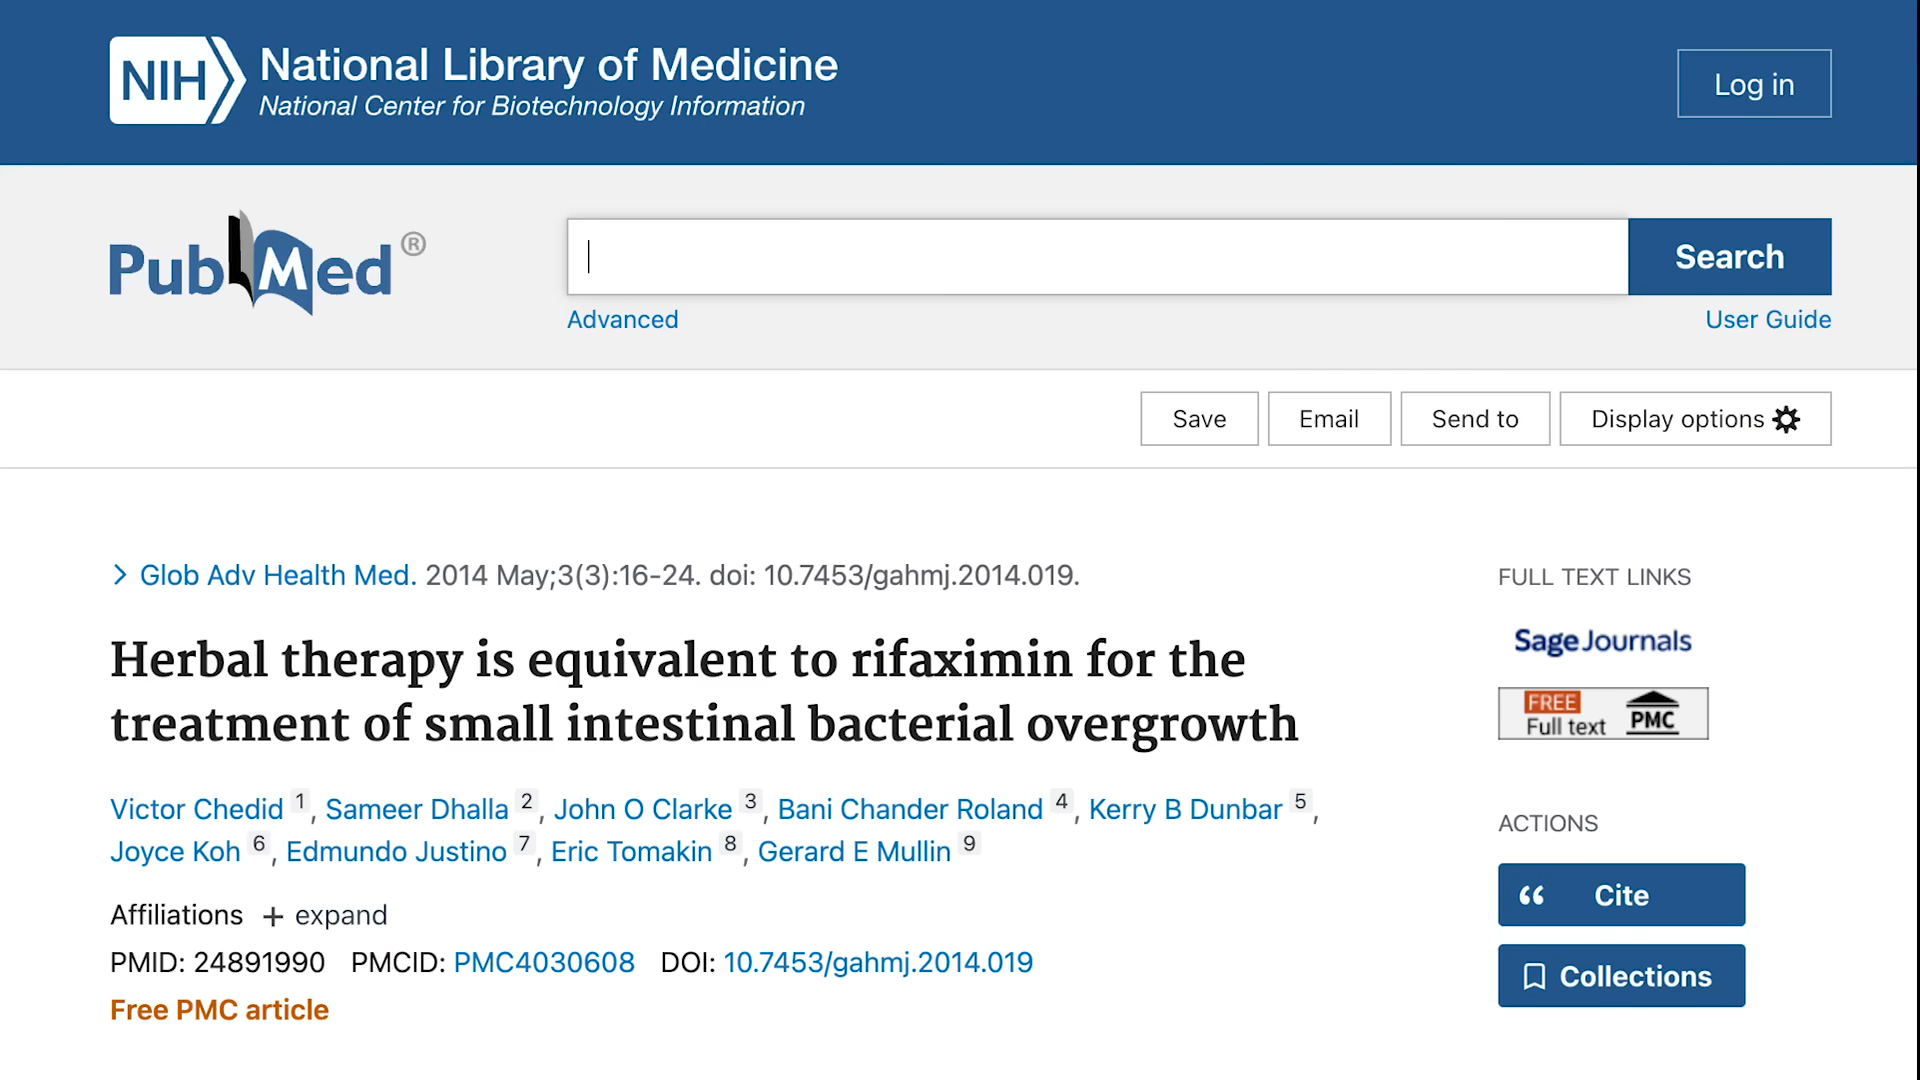 NIH National Library of Medicine
National Center for Biotechnology Information
Log in
PubMed®
Search
Advanced
User Guide
Save
Email
Send to
Display options
Glob Adv Health Med. 2014 May;3(3):16-24. doi: 10.7453/gahmj.2014.019.
Herbal therapy is equivalent to rifaximin for the
treatment of small intestinal bacterial overgrowth
Victor Chedid 1, Sameer Dhalla 2, John O Clarke 3, Bani Chander Roland 4, Kerry B Dunbar 5,
Joyce Koh 6, Edmundo Justino 7, Eric Tomakin 8, Gerard E Mullin 9
Affiliations + expand
PMID: 24891990 PMCID: PMC4030608 DOI: 10.7453/gahmj.2014.019
Free PMC article
FULL TEXT LINKS
Sage Journals
FREE
Full text PMC
ACTIONS
Cite
Collections